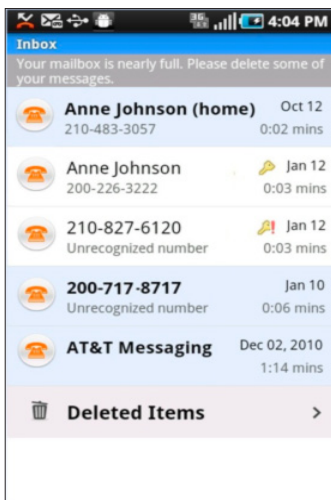 3G
4:04 PM
Inbox
Your mailbox is nearly full. Please delete some of
your messages.
Anne Johnson (home) Oct 12
210-483-3057 0:02 mins
Anne Johnson Jan 12
200-226-3222 0:03 mins
210-827-6120 Jan 12
Unrecognized number 0:03 mins
200-717-8717 Jan 10
Unrecognized number 0:06 mins
AT&T Messaging Dec 02, 2010
1:14 mins
Deleted Items >